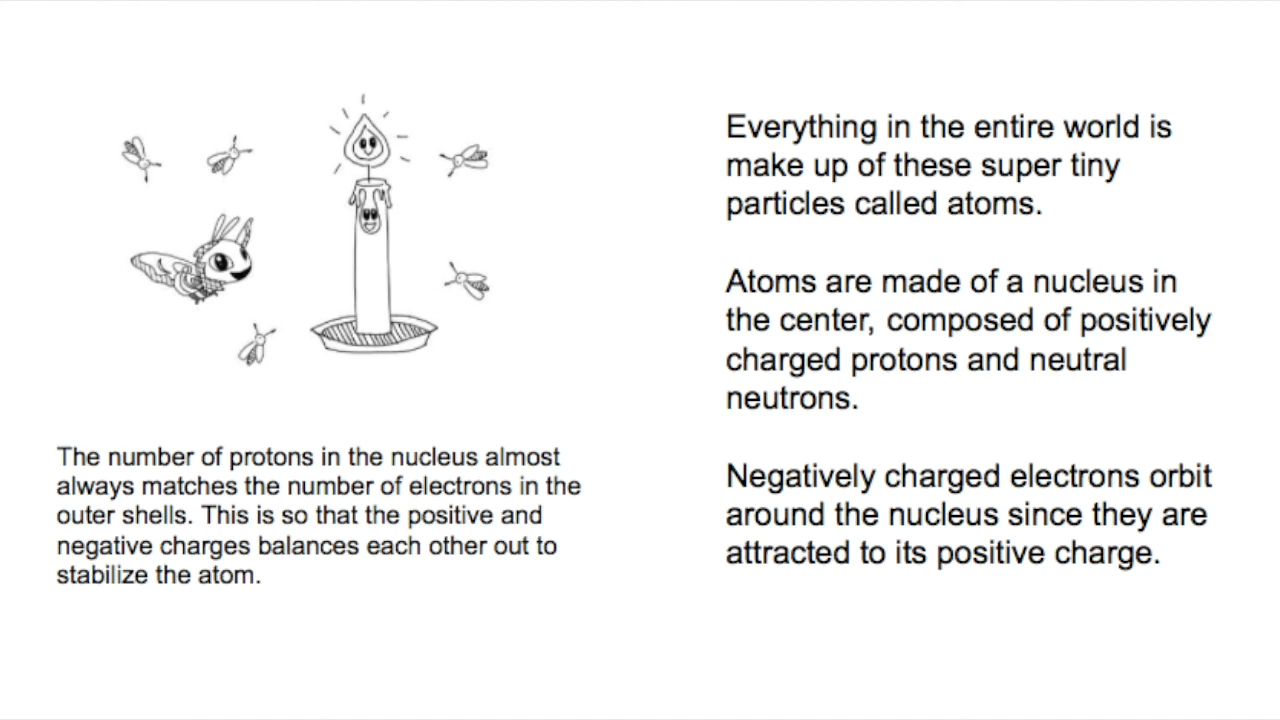 Everything in the entire world is
make up of these super tiny
particles called atoms.
Atoms are made of a nucleus in
the center, composed of positively
charged protons and neutral
neutrons.
Negatively charged electrons orbit
around the nucleus since they are
attracted to its positive charge.
The number of protons in the nucleus almost
always matches the number of electrons in the
outer shells. This is so that the positive and
negative charges balances each other out to
stabilize the atom.